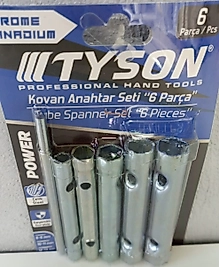 ROME
ANADIUM
6
Parça / Pcs
TYSON
PROFESSIONAL HAND TOOLS
Kovan Anahtar Seti "6 Parça"
Tube Spanner Set "6 Pieces"
POWER